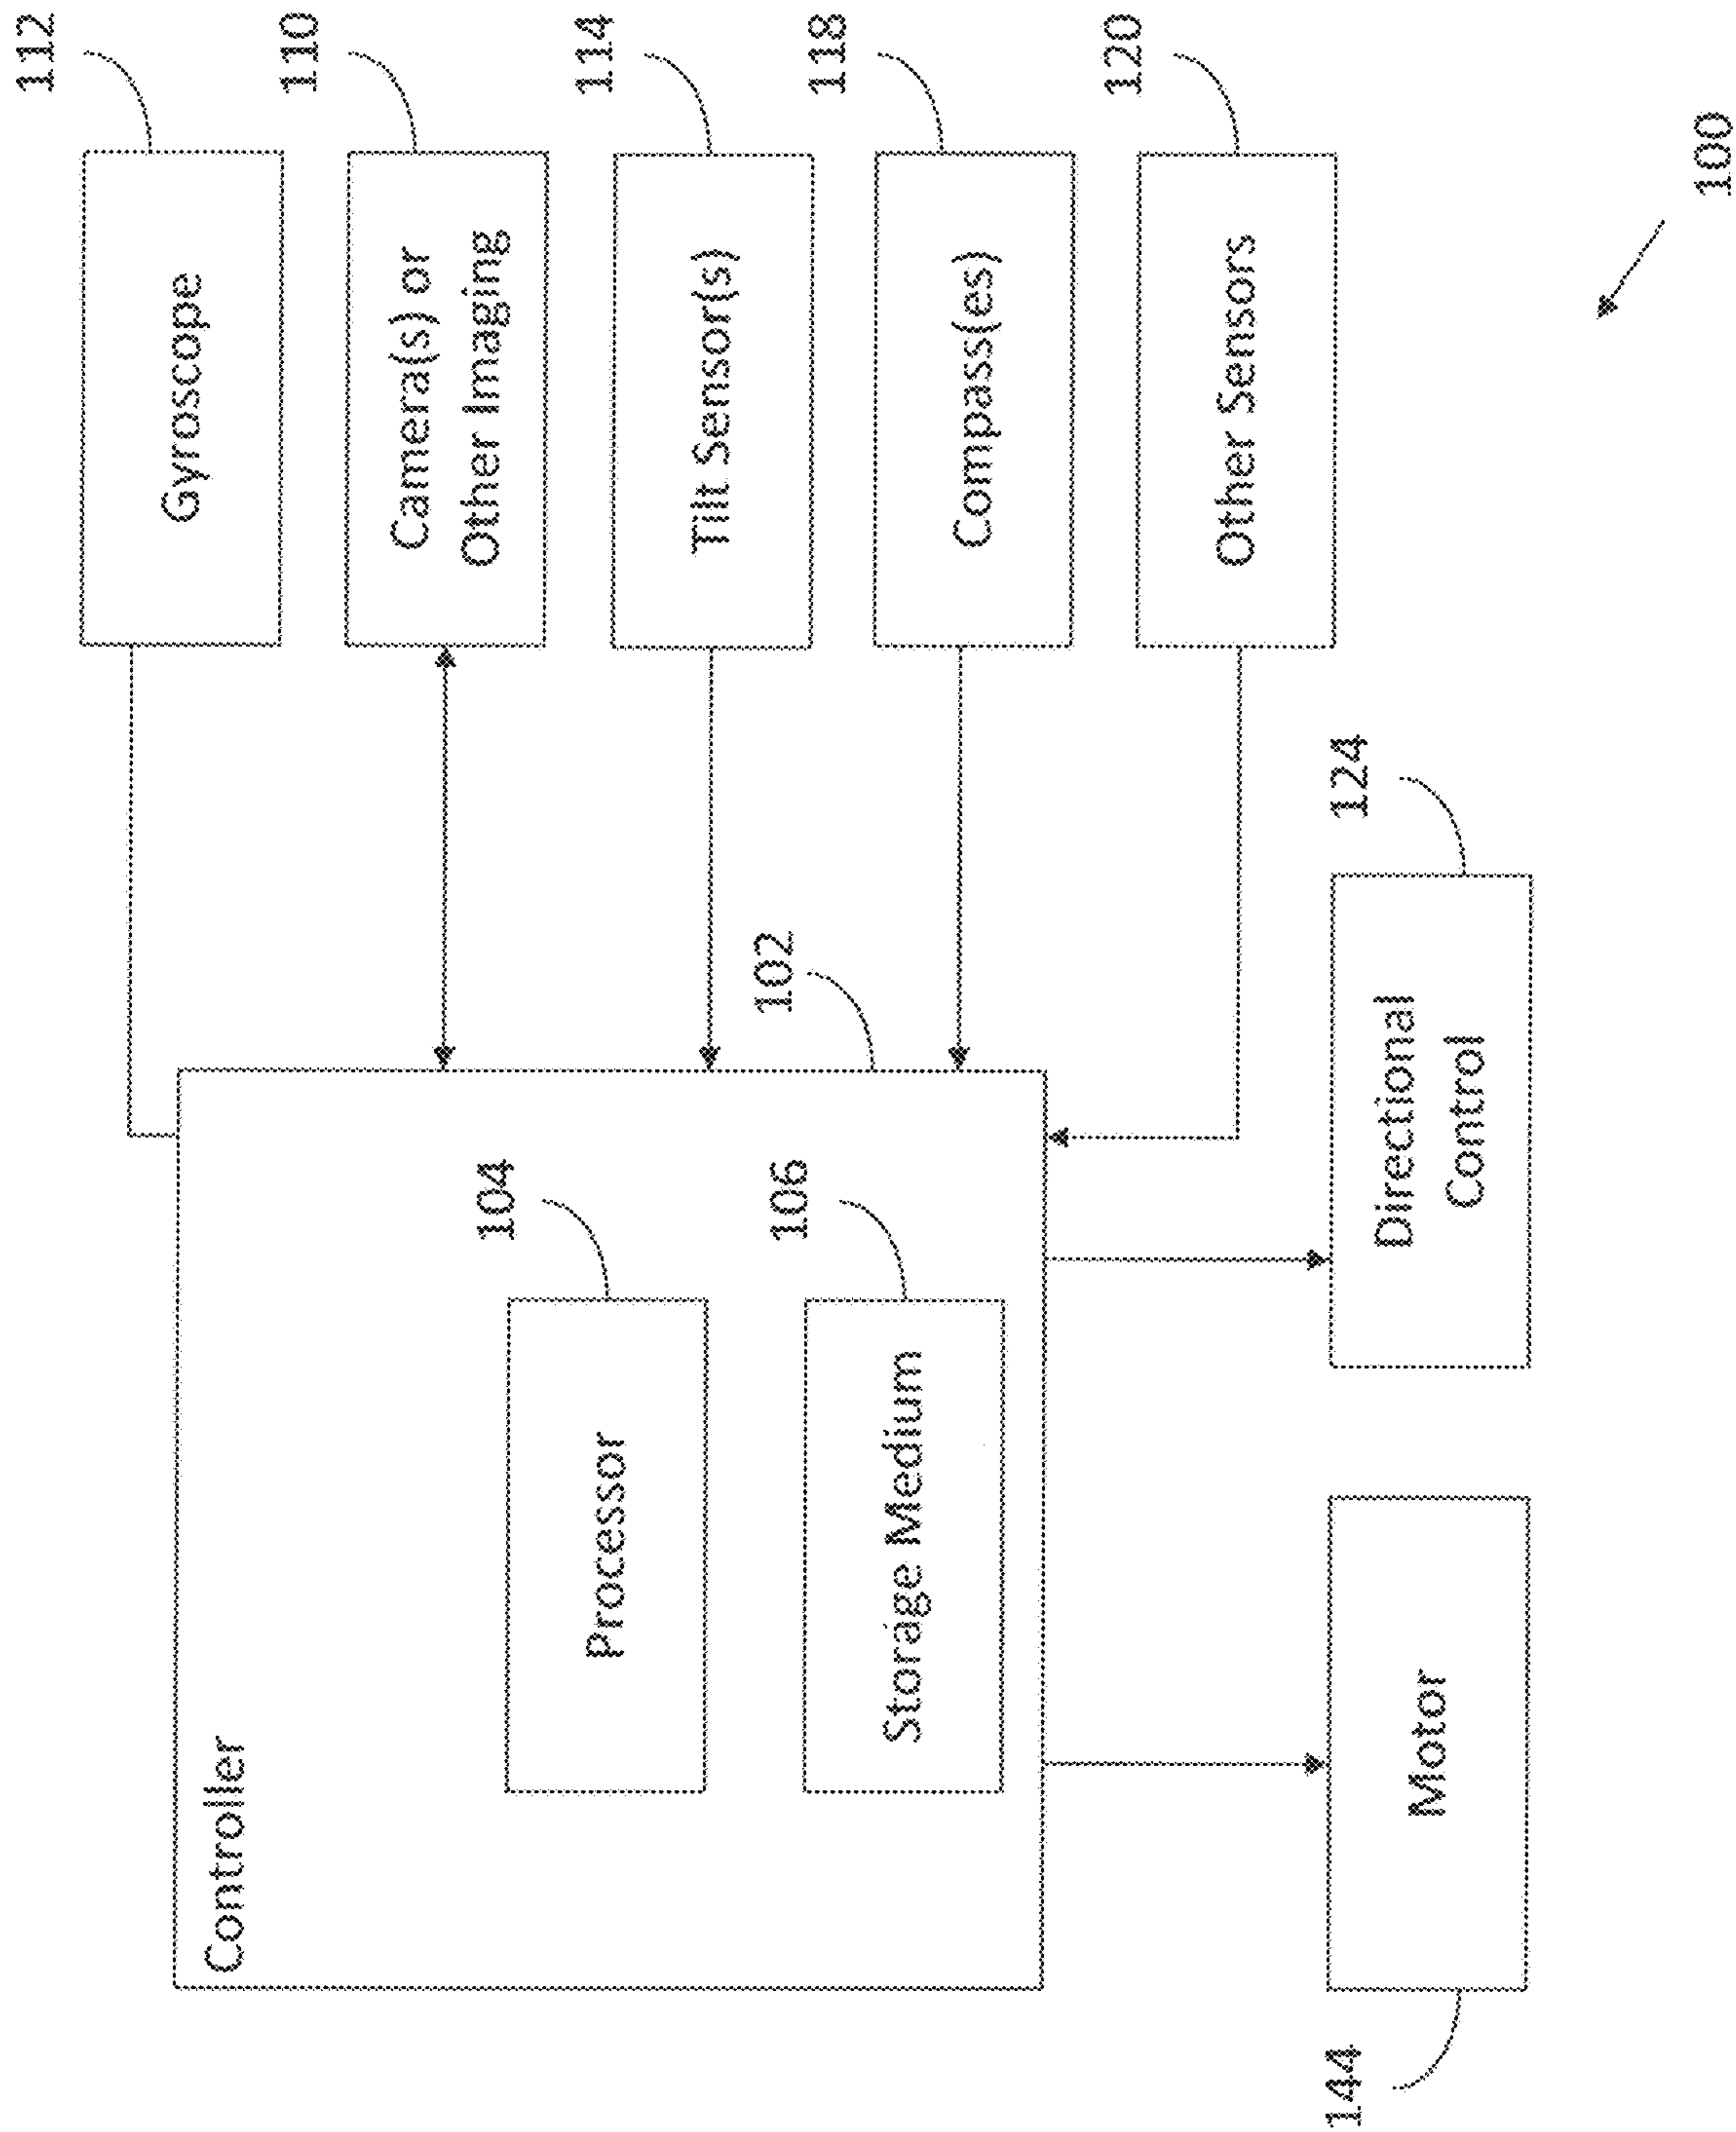 Controller
102
Processor
104
Storage Medium
106
Gyroscope
112
Camera(s) or
Other Imaging
110
Tilt Sensor(s)
114
Compass(es)
118
Other Sensors
120
Motor
144
Directional
Control
124
100